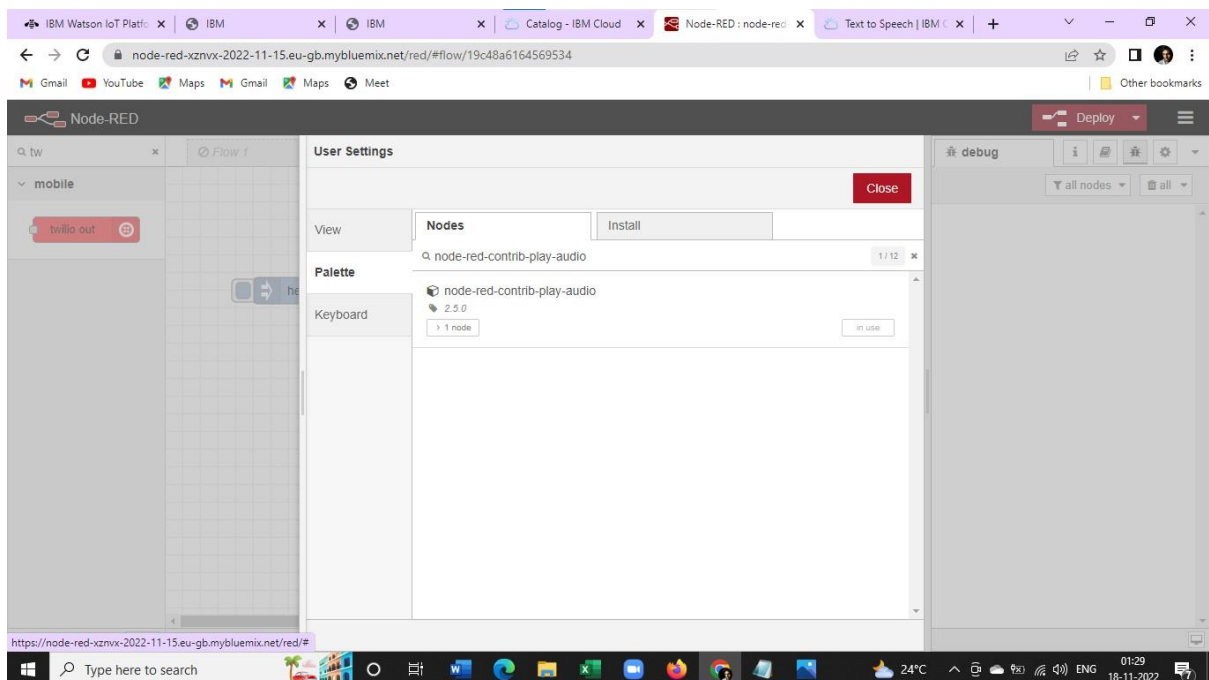 IBM Watson IoT Platfo
IBM
IBM
Catalog - IBM Cloud
Node-RED : node-red
Text to Speech | IBM C
node-red-xznvx-2022-11-15.eu-gb.mybluemix.net/red/#flow/19c48a6164569534
Gmail YouTube Maps Gmail Maps Meet Other bookmarks
Node-RED Deploy
tw
Flow 1
User Settings
debug
all nodes all
mobile
Close
twilio out
View
Nodes Install
node-red-contrib-play-audio 1 / 12
Palette
he
node-red-contrib-play-audio
2.5.0
Keyboard
> 1 node in use
https://node-red-xznvx-2022-11-15.eu-gb.mybluemix.net/red/#
Type here to search
24°C ENG 01:29
18-11-2022